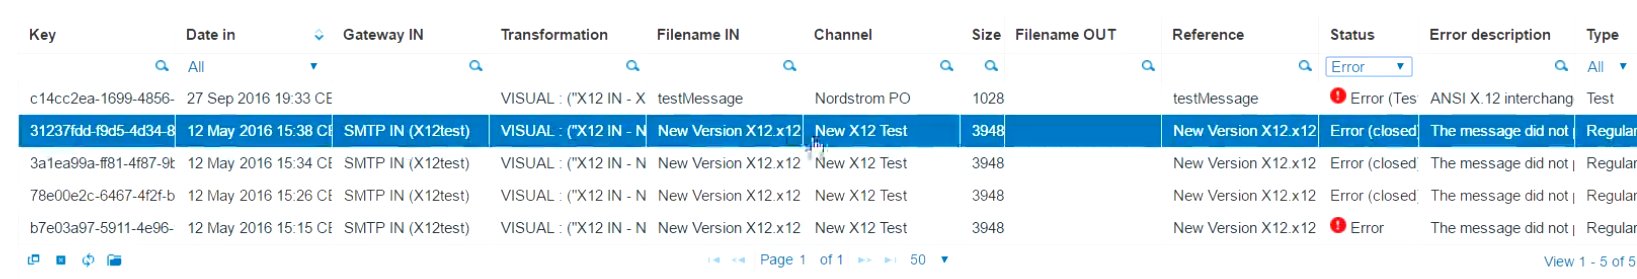 Key Date in Gateway IN Transformation Filename IN Channel Size Filename OUT Reference Status Error description Type
All Error All
c14cc2ea-1699-4856- 27 Sep 2016 19:33 CE VISUAL : ("X12 IN - X testMessage Nordstrom PO 1028 testMessage Error (Tes ANSI X.12 interchang Test
31237fdd-f9d5-4d34-8 12 May 2016 15:38 CE SMTP IN (X12test) VISUAL : ("X12 IN - N New Version X12.x12 New X12 Test 3948 New Version X12.x12 Error (closed The message did not Regular
3a1ea99a-ff81-4f87-9b 12 May 2016 15:34 CE SMTP IN (X12test) VISUAL : ("X12 IN - N New Version X12.x12 New X12 Test 3948 New Version X12.x12 Error (closed The message did not Regular
78e00e2c-6467-4f2f-b 12 May 2016 15:26 CE SMTP IN (X12test) VISUAL : ("X12 IN - N New Version X12.x12 New X12 Test 3948 New Version X12.x12 Error (closed The message did not Regular
b7e03a97-5911-4e96- 12 May 2016 15:15 CE SMTP IN (X12test) VISUAL : ("X12 IN - N New Version X12.x12 New X12 Test 3948 New Version X12.x12 Error The message did not Regular
Page 1 of 1 50 View 1 - 5 of 5